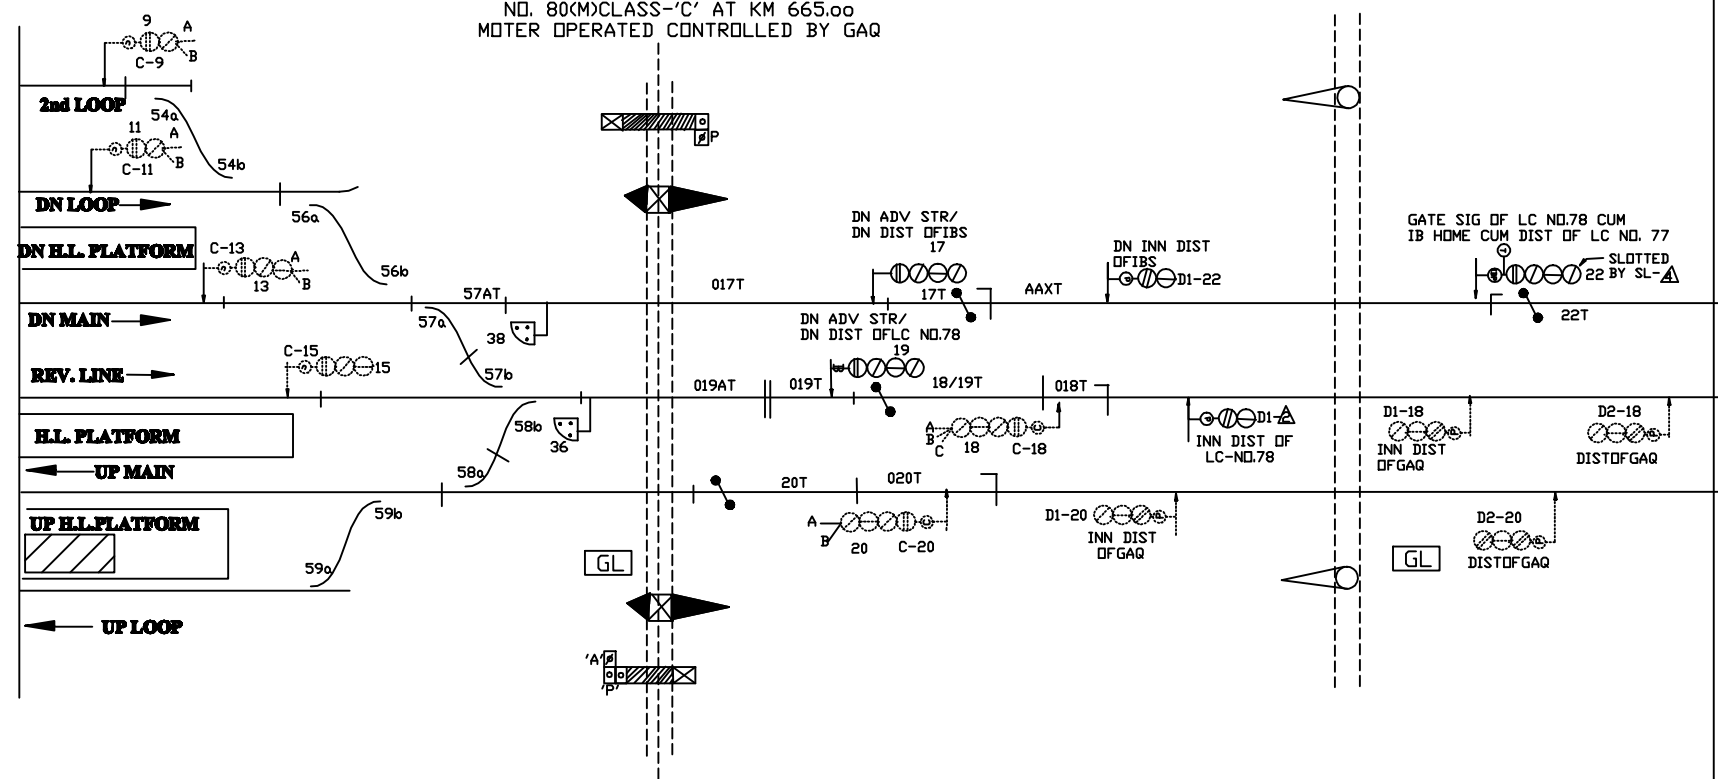 NO. 80(M)CLASS-'C' AT KM 665.00
MOTER OPERATED CONTROLLED BY GAQ
9
A
B
C-9
2nd LOOP
54a
11
A
B
C-11
54b
P
DN LOOP
56a
DN H.L. PLATFORM
C-13
A
B
13
56b
DN ADV STR/
DN DIST OFIBS
17
DN INN DIST
OFIBS
D1-22
GATE SIG OF LC NO.78 CUM
IB HOME CUM DIST OF LC NO. 77
22
SLOTTED
BY SL-4
57AT
017T
17T
AAXT
22T
DN MAIN
57a
38
DN ADV STR/
DN DIST OFLC NO.78
19
C-15
15
REV. LINE
57b
019AT
019T
18/19T
018T
H.L. PLATFORM
58b
36
A
B
C
18
C-18
D1-2
INN DIST OF
LC-NO.78
D1-18
INN DIST
OFGAQ
D2-18
DISTOFGAQ
UP MAIN
58a
20T
020T
UP H.L.PLATFORM
59b
A
B
20
C-20
D1-20
INN DIST
OFGAQ
D2-20
DISTOFGAQ
59a
GL
GL
UP LOOP
'A'
'P'